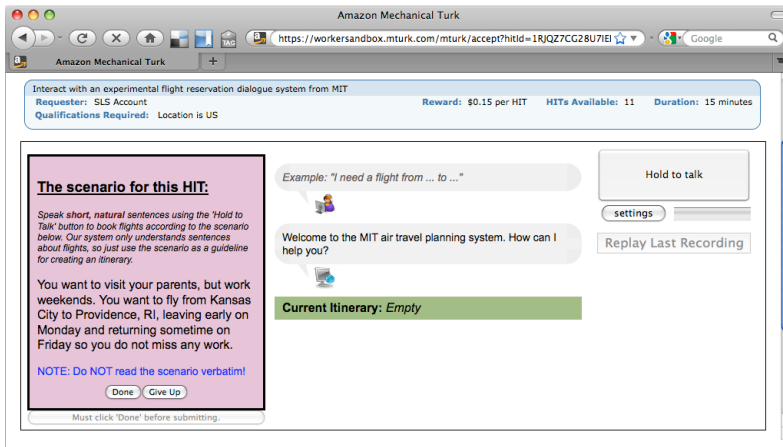 Amazon Mechanical Turk
https://workersandbox.mturk.com/mturk/accept?hitId=1RJQZ7CG28U7IEI
Google
Amazon Mechanical Turk
Interact with an experimental flight reservation dialogue system from MIT
Requester: SLS Account Reward: $0.15 per HIT HITs Available: 11 Duration: 15 minutes
Qualifications Required: Location is US
The scenario for this HIT:
Speak short, natural sentences using the 'Hold to
Talk' button to book flights according to the scenario
below. Our system only understands sentences
about flights, so just use the scenario as a guideline
for creating an itinerary.
You want to visit your parents, but work
weekends. You want to fly from Kansas
City to Providence, RI, leaving early on
Monday and returning sometime on
Friday so you do not miss any work.
NOTE: Do NOT read the scenario verbatim!
Done Give Up
Must click 'Done' before submitting.
Example: "I need a flight from ... to ..."
Welcome to the MIT air travel planning system. How can I
help you?
Current Itinerary: Empty
Hold to talk
settings
Replay Last Recording